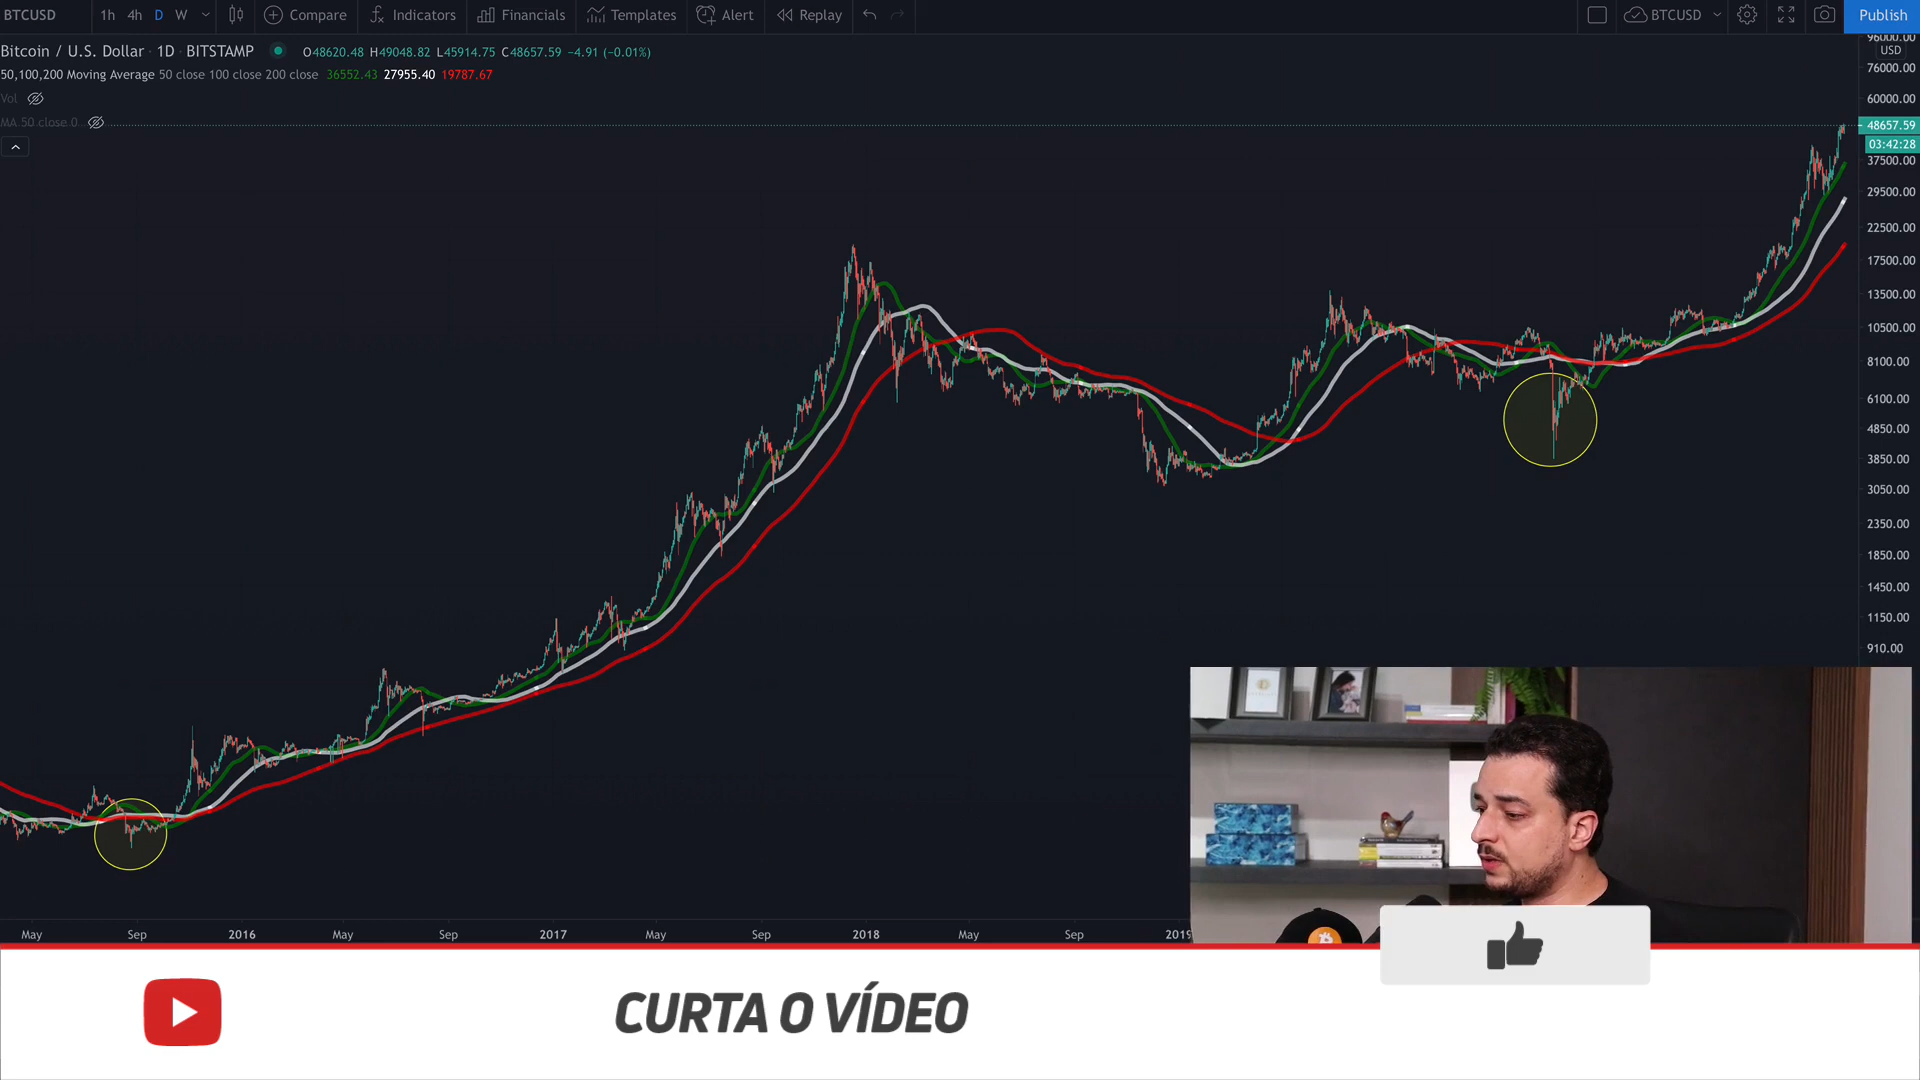 BTCUSD 1h 4h D W Compare Indicators Financials Templates Alert Replay BTCUSD Publish
Bitcoin / U.S. Dollar · 1D · BITSTAMP O48620.48 H49048.82 L45914.75 C48657.59 −4.91 (−0.01%)
50,100,200 Moving Average 50 close 100 close 200 close 36552.43 27955.40 19787.67
Vol
MA 50 close 0
96000.00
USD
76000.00
60000.00
48657.59
03:42:28
37500.00
29500.00
22500.00
17500.00
13500.00
10500.00
8100.00
6100.00
4850.00
3850.00
3050.00
2350.00
1850.00
1450.00
1150.00
910.00
May Sep 2016 May Sep 2017 May Sep 2018 May Sep 2019
CURTA O VÍDEO